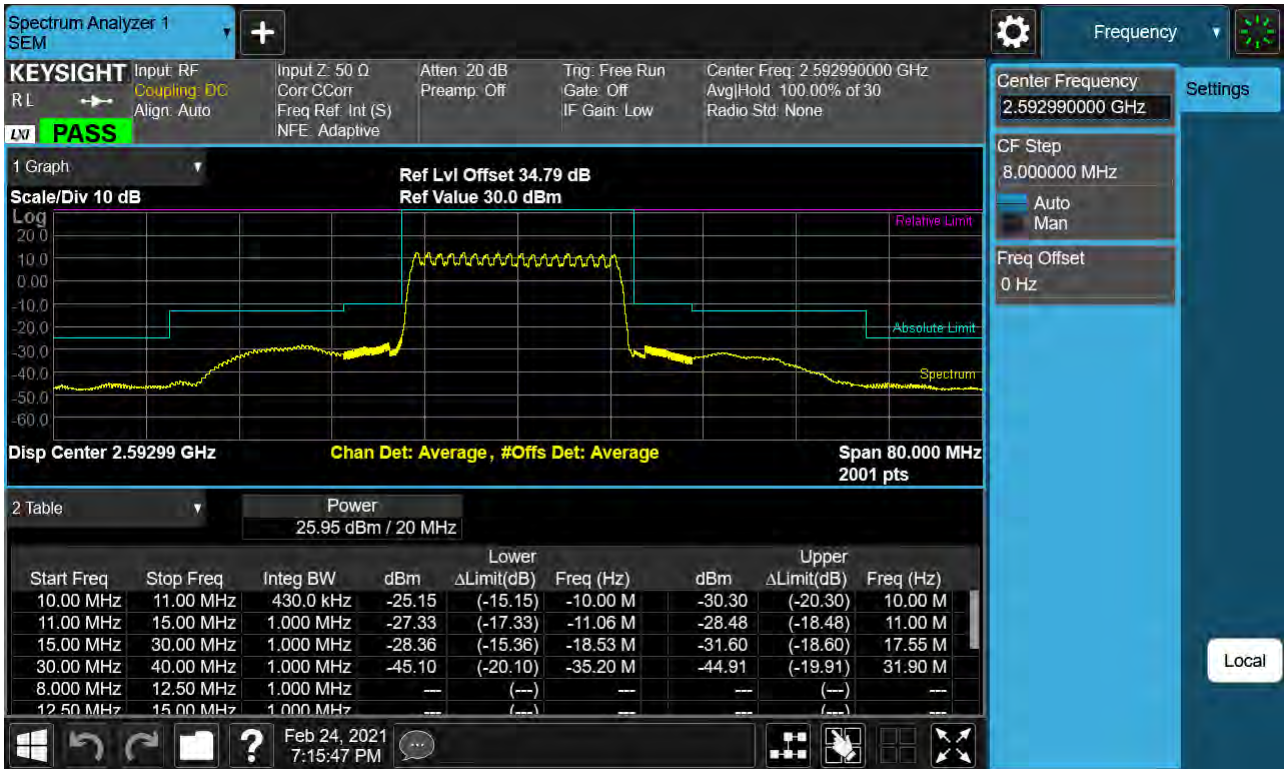 Spectrum Analyzer 1
SEM
Frequency
KEYSIGHT
R L
LXI PASS
Input: RF
Coupling: DC
Align: Auto
Input Z: 50 Ω
Corr CCorr
Freq Ref: Int (S)
NFE: Adaptive
Atten: 20 dB
Preamp: Off
Trig: Free Run
Gate: Off
IF Gain: Low
Center Freq: 2.592990000 GHz
Avg|Hold: 100.00% of 30
Radio Std: None
Center Frequency
2.592990000 GHz
Settings
CF Step
8.000000 MHz
Auto
Man
Freq Offset
0 Hz
Local
1 Graph
Scale/Div 10 dB
Ref Lvl Offset 34.79 dB
Ref Value 30.0 dBm
Log
20.0
10.0
0.00
-10.0
-20.0
-30.0
-40.0
-50.0
-60.0
Relative Limit
Absolute Limit
Spectrum
Disp Center 2.59299 GHz
Chan Det: Average, #Offs Det: Average
Span 80.000 MHz
2001 pts
2 Table
Power
25.95 dBm / 20 MHz
Lower Upper
Start Freq Stop Freq Integ BW dBm ΔLimit(dB) Freq (Hz) dBm ΔLimit(dB) Freq (Hz)
10.00 MHz 11.00 MHz 430.0 kHz -25.15 (-15.15) -10.00 M -30.30 (-20.30) 10.00 M
11.00 MHz 15.00 MHz 1.000 MHz -27.33 (-17.33) -11.06 M -28.48 (-18.48) 11.00 M
15.00 MHz 30.00 MHz 1.000 MHz -28.36 (-15.36) -18.53 M -31.60 (-18.60) 17.55 M
30.00 MHz 40.00 MHz 1.000 MHz -45.10 (-20.10) -35.20 M -44.91 (-19.91) 31.90 M
8.000 MHz 12.50 MHz 1.000 MHz --- (---) --- --- (---) ---
12.50 MHz 15.00 MHz 1.000 MHz --- (---) --- --- (---) ---
Feb 24, 2021
7:15:47 PM